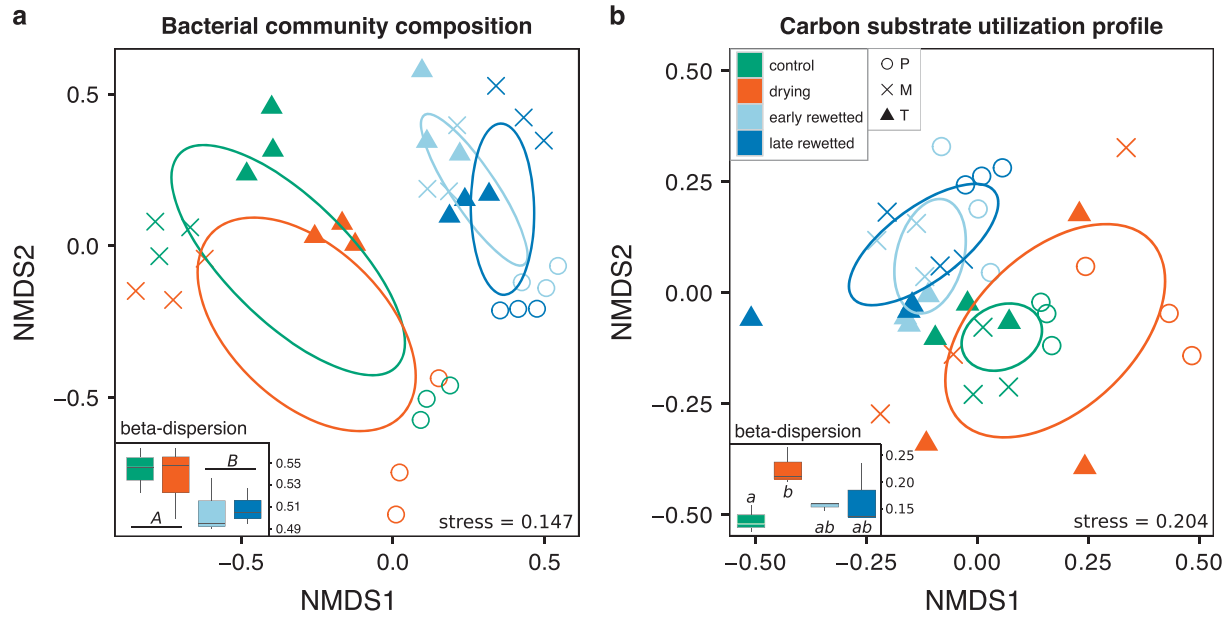 a
Bacterial community composition
0.5
0.0
−0.5
NMDS2
−0.5
0.0
0.5
NMDS1
beta-dispersion
A
B
0.55
0.53
0.51
0.49
stress = 0.147
b
Carbon substrate utilization profile
control
drying
early rewetted
late rewetted
P
M
T
0.50
0.25
0.00
−0.25
−0.50
NMDS2
−0.50
−0.25
0.00
0.25
0.50
NMDS1
beta-dispersion
a
b
ab
ab
0.25
0.20
0.15
stress = 0.204